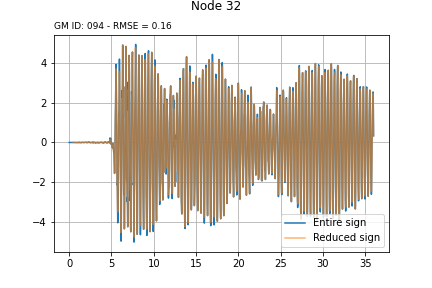 Node 32
GM ID: 094 - RMSE = 0.16
4
2
0
−2
−4
0 5 10 15 20 25 30 35
Entire sign
Reduced sign